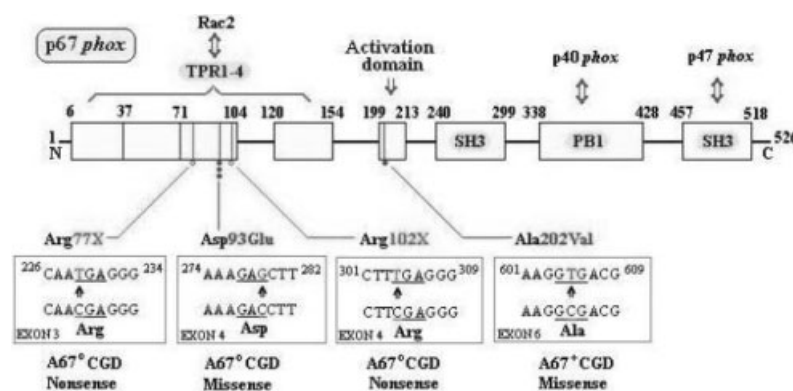 p67 phox
Rac2
TPR1-4
Activation
domain
p40 phox
p47 phox
6 37 71 104 120 154 199 213 240 299 338 428 457 518
1 N SH3 PB1 SH3 C 526
Arg77X Asp93Glu Arg102X Ala202Val
226 CAATGAGGG 234
CAACGAGGG
Arg
EXON 3
274 AAAGAGCTT 282
AAAGACCTT
Asp
EXON 4
301 CTTTGAGGG 309
CTTCGAGGG
Arg
EXON 4
601 AAGGTGACG 609
AAGGCGACG
Ala
EXON 6
A67° CGD
Nonsense
A67° CGD
Missense
A67° CGD
Nonsense
A67⁺ CGD
Missense